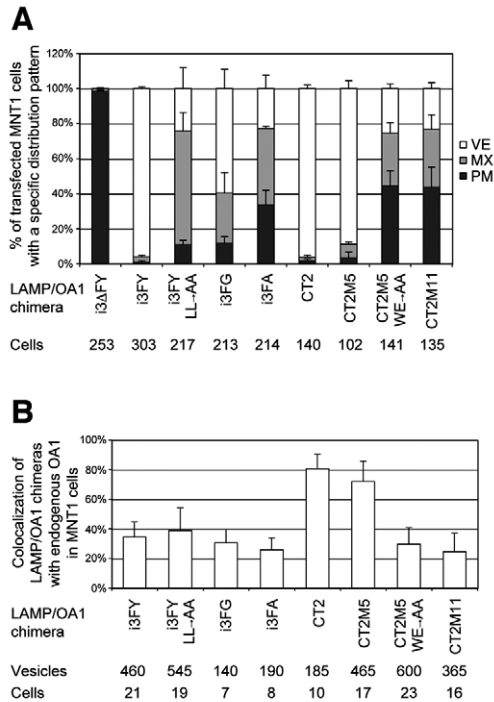 A
% of transfected MNT1 cells
with a specific distribution pattern
120%
100%
80%
60%
40%
20%
0%
VE
MX
PM
LAMP/OA1
chimera
i3ΔFY
i3FY
i3FY
LL→AA
i3FG
i3FA
CT2
CT2M5
CT2M5
WE→AA
CT2M11
Cells 253 303 217 213 214 140 102 141 135
B
Colocalization of
LAMP/OA1 chimeras
with endogenous OA1
in MNT1 cells
100%
80%
60%
40%
20%
0%
LAMP/OA1
chimera
i3FY
i3FY
LL→AA
i3FG
i3FA
CT2
CT2M5
CT2M5
WE→AA
CT2M11
Vesicles 460 545 140 190 185 465 600 365
Cells 21 19 7 8 10 17 23 16